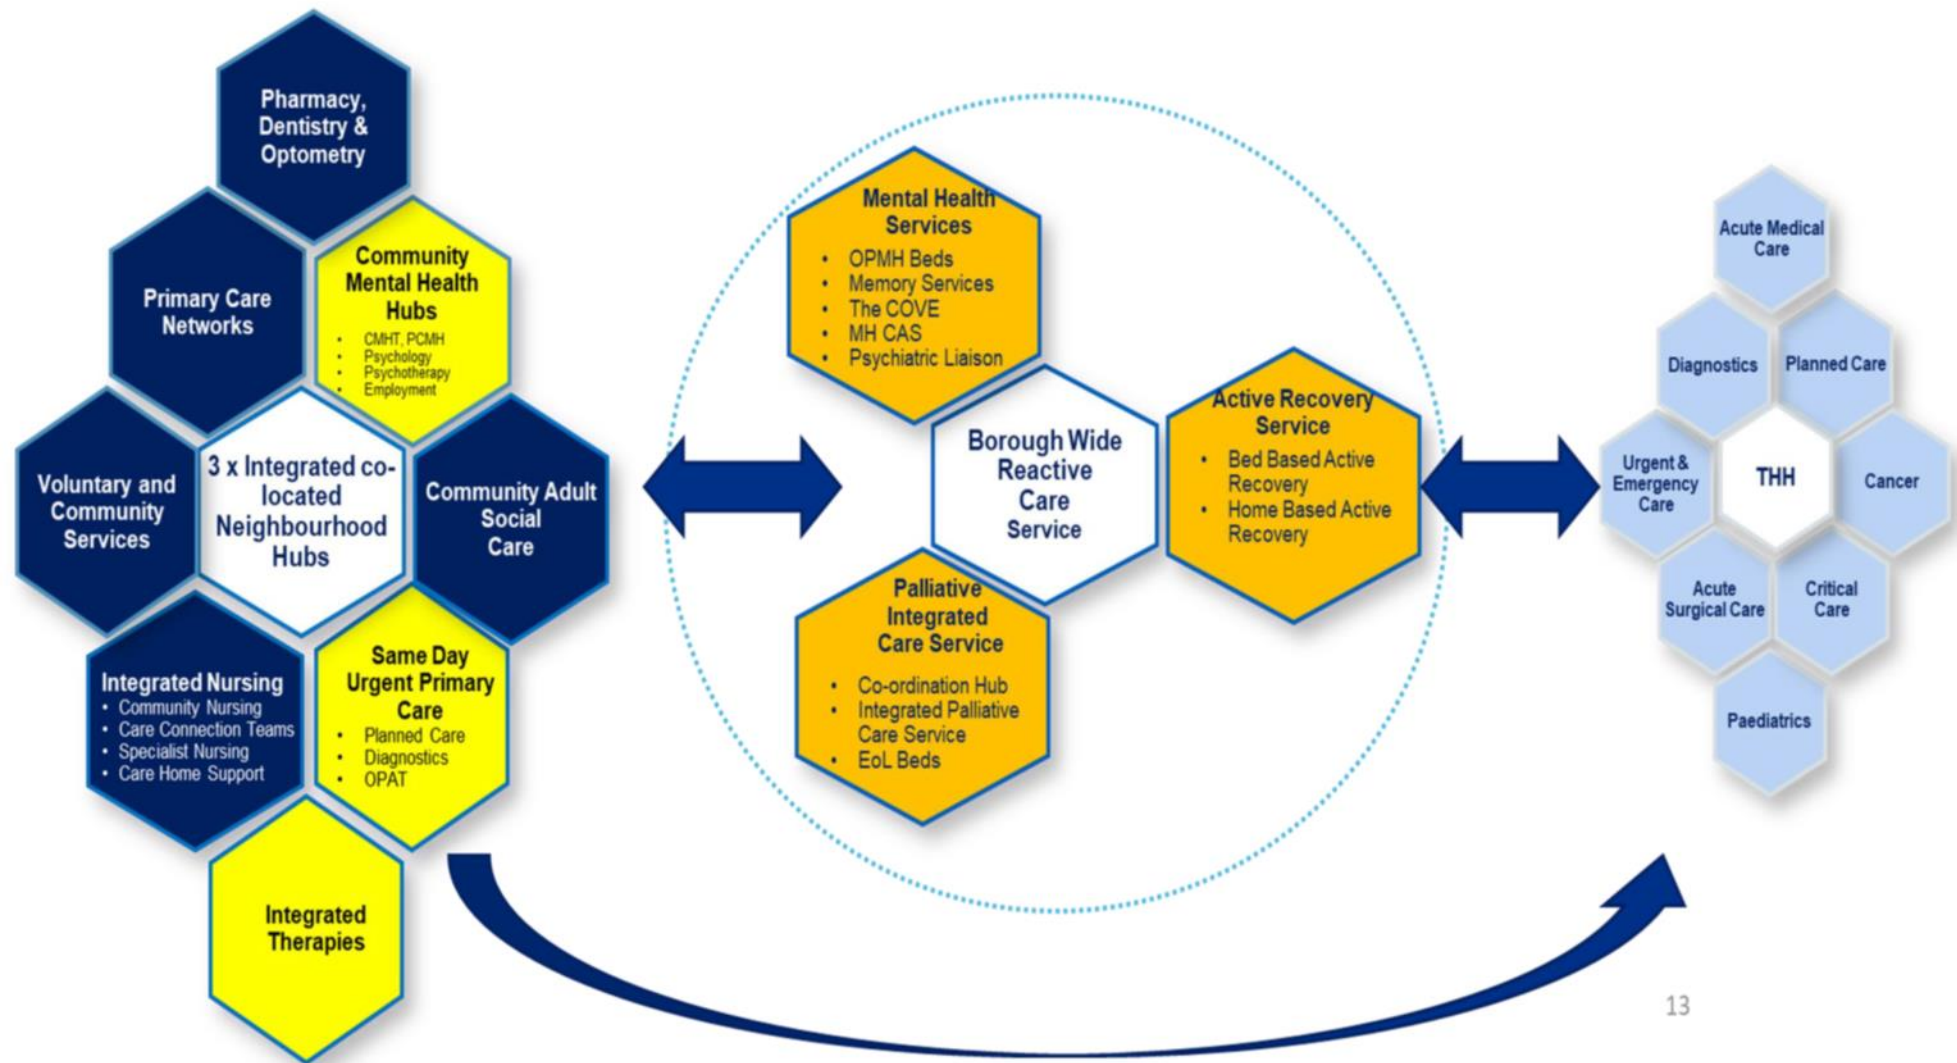 Pharmacy,
Dentistry &
Optometry
Primary Care
Networks
Community
Mental Health
Hubs
• CMHT, PCMH
• Psychology
• Psychotherapy
• Employment
Voluntary and
Community
Services
3 x Integrated co-
located
Neighbourhood
Hubs
Community Adult
Social
Care
Integrated Nursing
• Community Nursing
• Care Connection Teams
• Specialist Nursing
• Care Home Support
Same Day
Urgent Primary
Care
• Planned Care
• Diagnostics
• OPAT
Integrated
Therapies
Mental Health
Services
• OPMH Beds
• Memory Services
• The COVE
• MH CAS
• Psychiatric Liaison
Borough Wide
Reactive
Care
Service
Active Recovery
Service
• Bed Based Active
Recovery
• Home Based Active
Recovery
Palliative
Integrated
Care Service
• Co-ordination Hub
• Integrated Palliative
Care Service
• EoL Beds
Acute Medical
Care
Diagnostics
Planned Care
Urgent &
Emergency
Care
THH
Cancer
Acute
Surgical Care
Critical
Care
Paediatrics
13